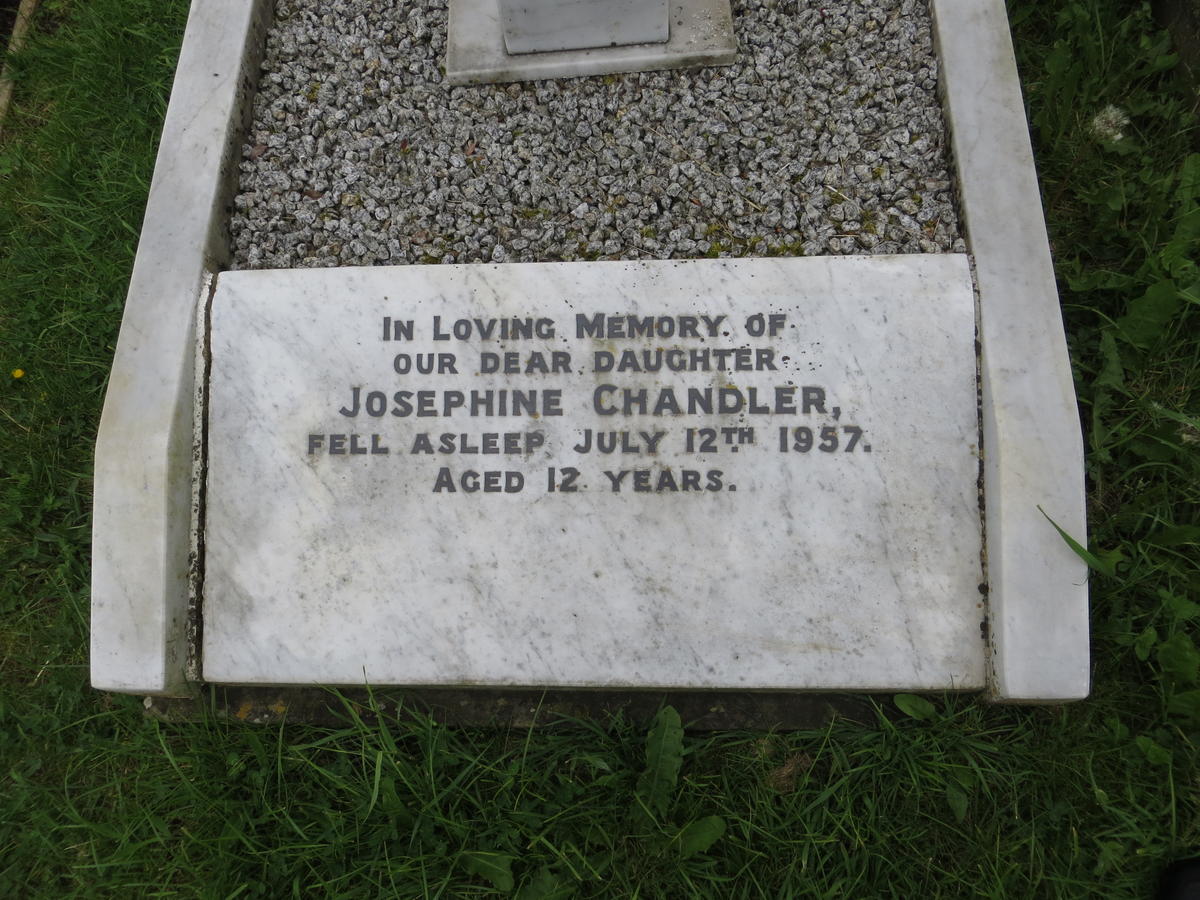 In Loving Memory of
our dear daughter
Josephine Chandler,
fell asleep July 12th 1957.
Aged 12 years.